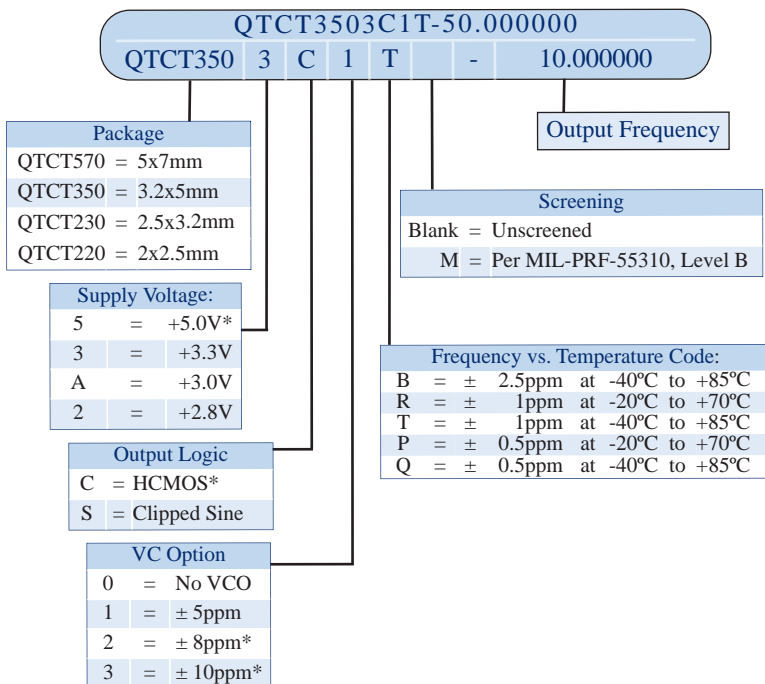 QTCT3503C1T-50.000000
QTCT350 3 C 1 T - 10.000000
Output Frequency
Package
QTCT570 = 5x7mm
QTCT350 = 3.2x5mm
QTCT230 = 2.5x3.2mm
QTCT220 = 2x2.5mm
Screening
Blank = Unscreened
M = Per MIL-PRF-55310, Level B
Supply Voltage:
5 = +5.0V*
3 = +3.3V
A = +3.0V
2 = +2.8V
Frequency vs. Temperature Code:
B = ± 2.5ppm at -40ºC to +85ºC
R = ± 1ppm at -20ºC to +70ºC
T = ± 1ppm at -40ºC to +85ºC
P = ± 0.5ppm at -20ºC to +70ºC
Q = ± 0.5ppm at -40ºC to +85ºC
Output Logic
C = HCMOS*
S = Clipped Sine
VC Option
0 = No VCO
1 = ± 5ppm
2 = ± 8ppm*
3 = ± 10ppm*